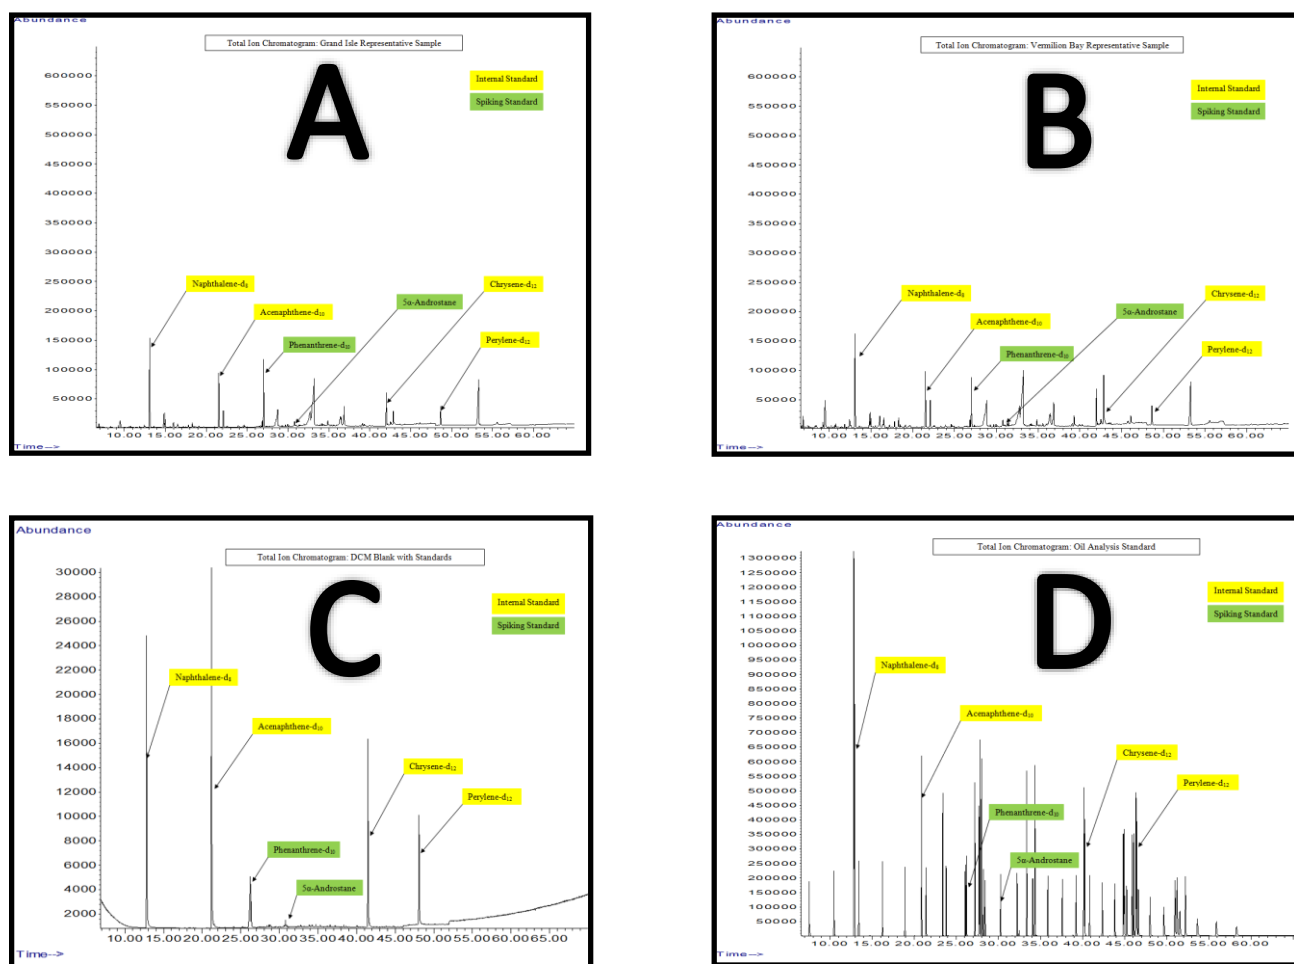 Abundance
Total Ion Chromatogram: Grand Isle Representative Sample
A
Internal Standard
Spiking Standard
600000
550000
500000
450000
400000
350000
300000
250000
200000
150000
100000
50000
Naphthalene-d₈
Acenaphthene-d₁₀
Phenanthrene-d₁₀
5α-Androstane
Chrysene-d₁₂
Perylene-d₁₂
10.00 15.00 20.00 25.00 30.00 35.00 40.00 45.00 50.00 55.00 60.00
Time-->
Abundance
Total Ion Chromatogram: Vermilion Bay Representative Sample
B
Internal Standard
Spiking Standard
600000
550000
500000
450000
400000
350000
300000
250000
200000
150000
100000
50000
Naphthalene-d₈
Acenaphthene-d₁₀
Phenanthrene-d₁₀
5α-Androstane
Chrysene-d₁₂
Perylene-d₁₂
10.00 15.00 20.00 25.00 30.00 35.00 40.00 45.00 50.00 55.00 60.00
Time-->
Abundance
Total Ion Chromatogram: DCM Blank with Standards
C
Internal Standard
Spiking Standard
30000
28000
26000
24000
22000
20000
18000
16000
14000
12000
10000
8000
6000
4000
2000
Naphthalene-d₈
Acenaphthene-d₁₀
Chrysene-d₁₂
Perylene-d₁₂
Phenanthrene-d₁₀
5α-Androstane
10.00 15.00 20.00 25.00 30.00 35.00 40.00 45.00 50.00 55.00 60.00 65.00
Time-->
Abundance
Total Ion Chromatogram: Oil Analysis Standard
D
Internal Standard
Spiking Standard
1300000
1250000
1200000
1150000
1100000
1050000
1000000
950000
900000
850000
800000
750000
700000
650000
600000
550000
500000
450000
400000
350000
300000
250000
200000
150000
100000
50000
Naphthalene-d₈
Acenaphthene-d₁₀
Chrysene-d₁₂
Perylene-d₁₂
Phenanthrene-d₁₀
5α-Androstane
10.00 15.00 20.00 25.00 30.00 35.00 40.00 45.00 50.00 55.00 60.00
Time-->